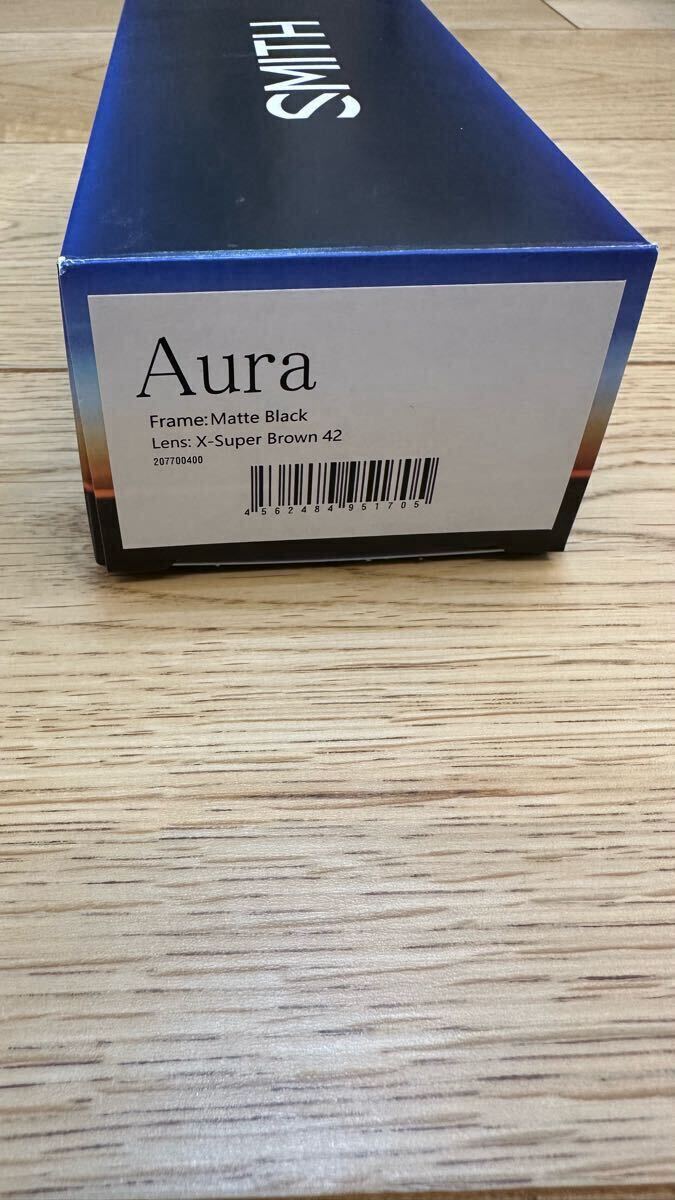 SMITH
Aura
Frame: Matte Black
Lens: X-Super Brown 42
207700400
4562484951705